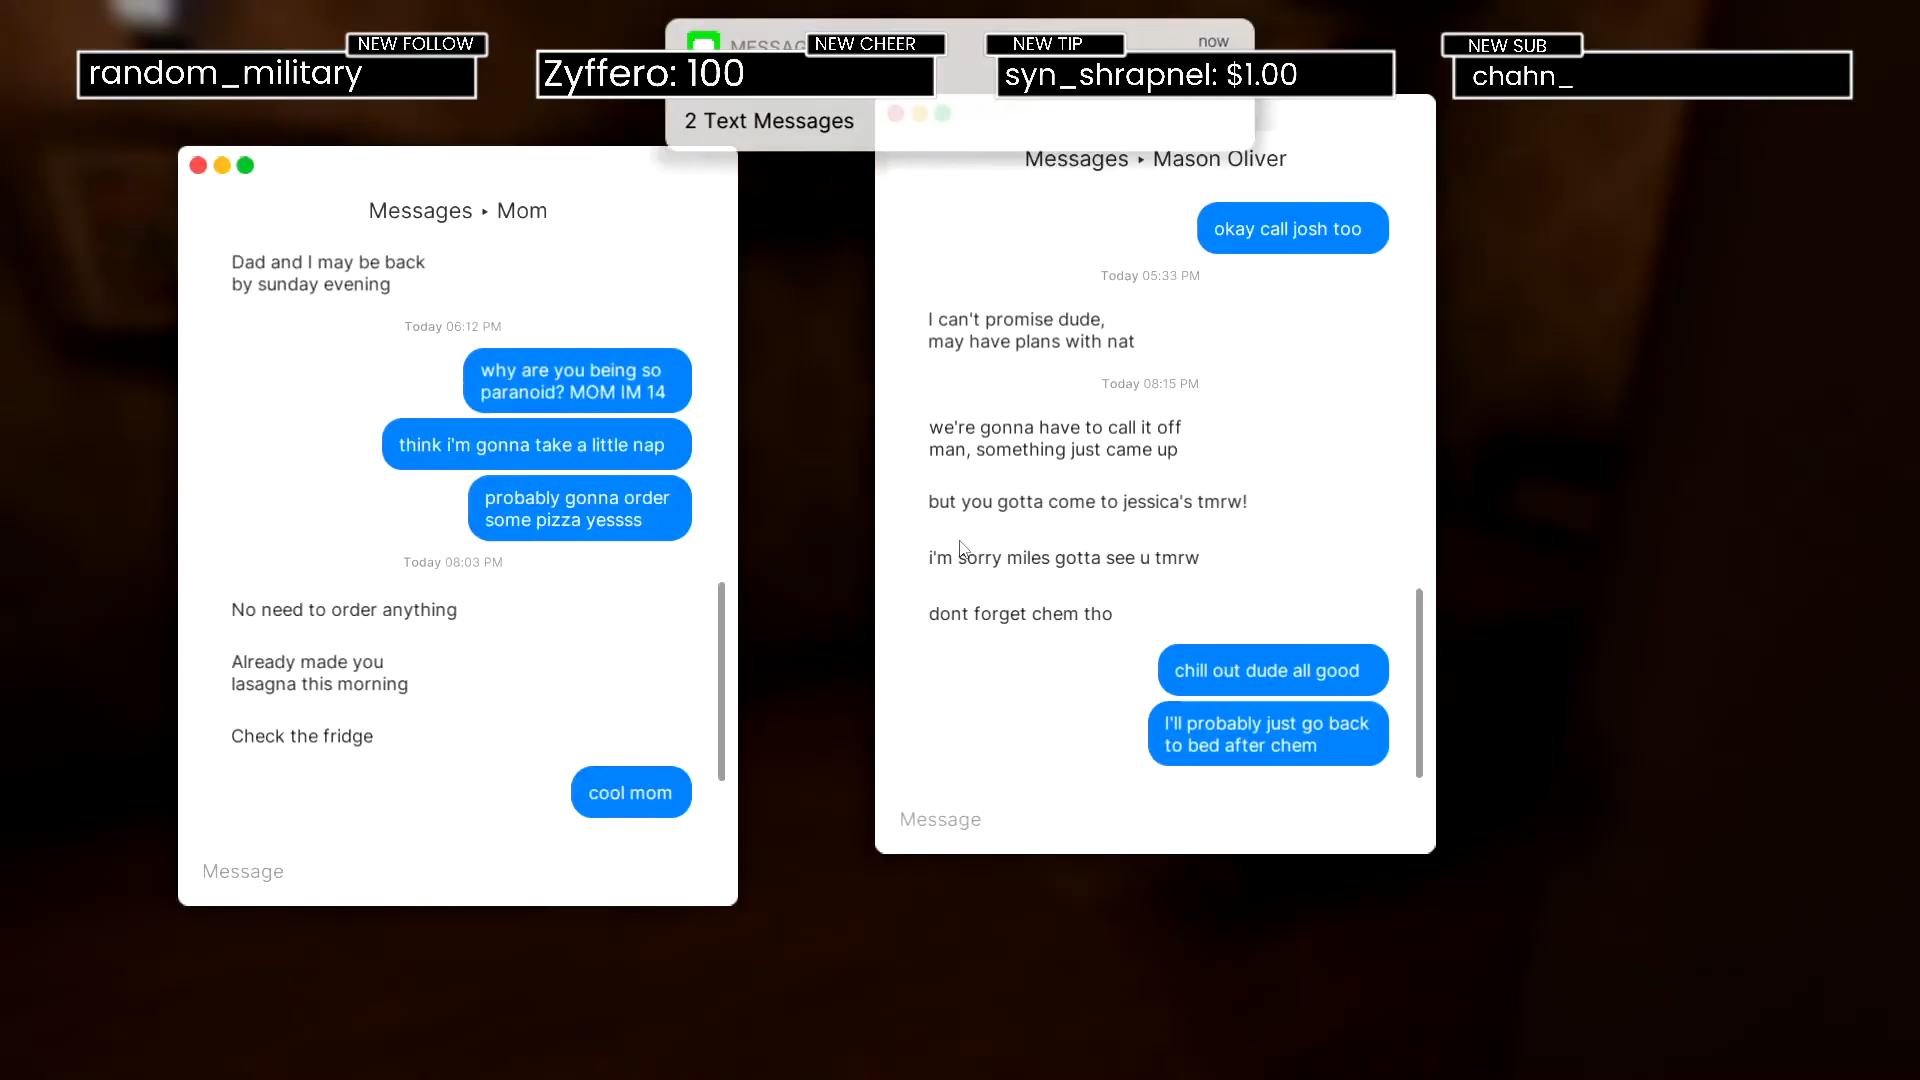 NEW FOLLOW
random_military
NEW CHEER
Zyffero: 100
NEW TIP
syn_shrapnel: $1.00
NEW SUB
chahn_
now
2 Text Messages
Messages ▸ Mom
Dad and I may be back
by sunday evening
Today 06:12 PM
why are you being so
paranoid? MOM IM 14
think i'm gonna take a little nap
probably gonna order
some pizza yessss
Today 08:03 PM
No need to order anything
Already made you
lasagna this morning
Check the fridge
cool mom
Message
Messages ▸ Mason Oliver
okay call josh too
Today 05:33 PM
I can't promise dude,
may have plans with nat
Today 08:15 PM
we're gonna have to call it off
man, something just came up
but you gotta come to jessica's tmrw!
i'm sorry miles gotta see u tmrw
dont forget chem tho
chill out dude all good
I'll probably just go back
to bed after chem
Message